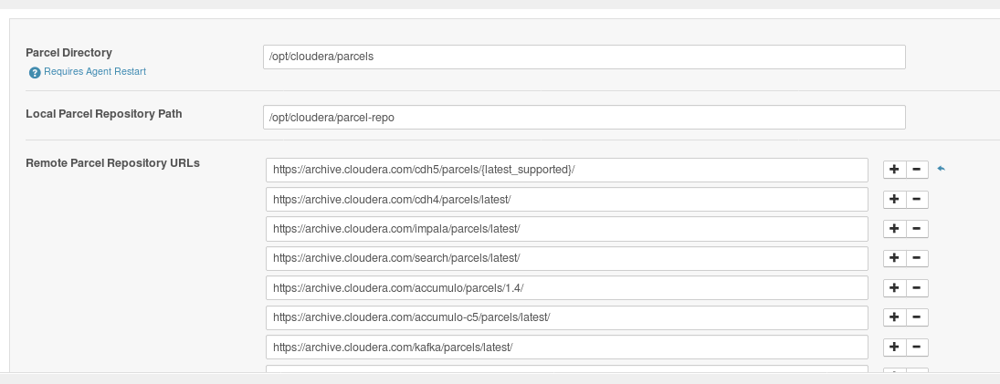 Parcel Directory
/opt/cloudera/parcels
Requires Agent Restart
Local Parcel Repository Path
/opt/cloudera/parcel-repo
Remote Parcel Repository URLs
https://archive.cloudera.com/cdh5/parcels/{latest_supported}/
https://archive.cloudera.com/cdh4/parcels/latest/
https://archive.cloudera.com/impala/parcels/latest/
https://archive.cloudera.com/search/parcels/latest/
https://archive.cloudera.com/accumulo/parcels/1.4/
https://archive.cloudera.com/accumulo-c5/parcels/latest/
https://archive.cloudera.com/kafka/parcels/latest/